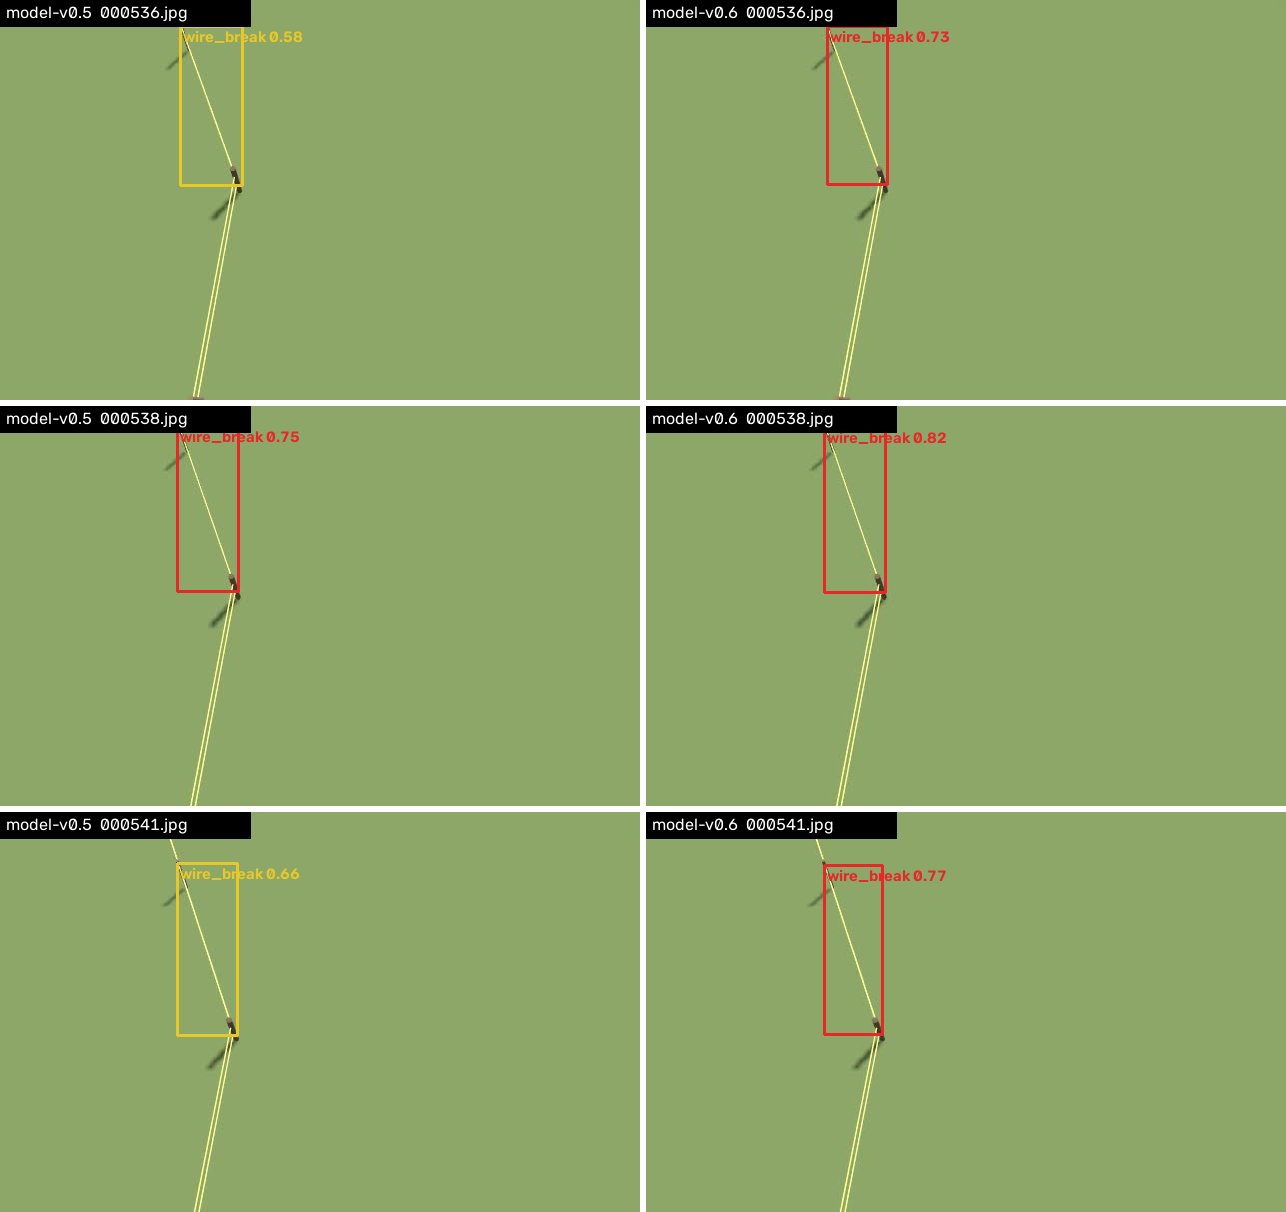 model-v0.5 000536.jpg
wire_break 0.58
model-v0.6 000536.jpg
wire_break 0.73
model-v0.5 000538.jpg
wire_break 0.75
model-v0.6 000538.jpg
wire_break 0.82
model-v0.5 000541.jpg
wire_break 0.66
model-v0.6 000541.jpg
wire_break 0.77